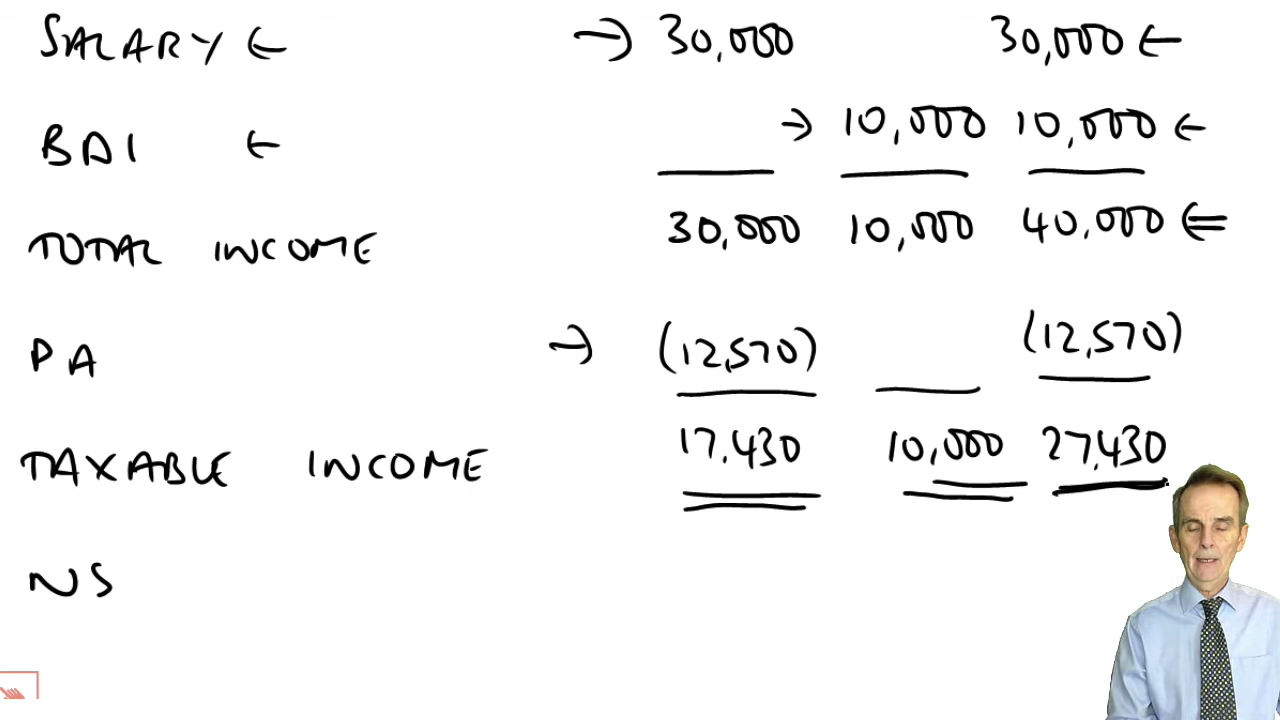 SALARY ← → 30,000 30,000 ←
BAI ← → 10,000 10,000 ←
TOTAL INCOME 30,000 10,000 40,000 ⇐
PA → (12,570) (12,570)
TAXABLE INCOME 17,430 10,000 27,430
NS